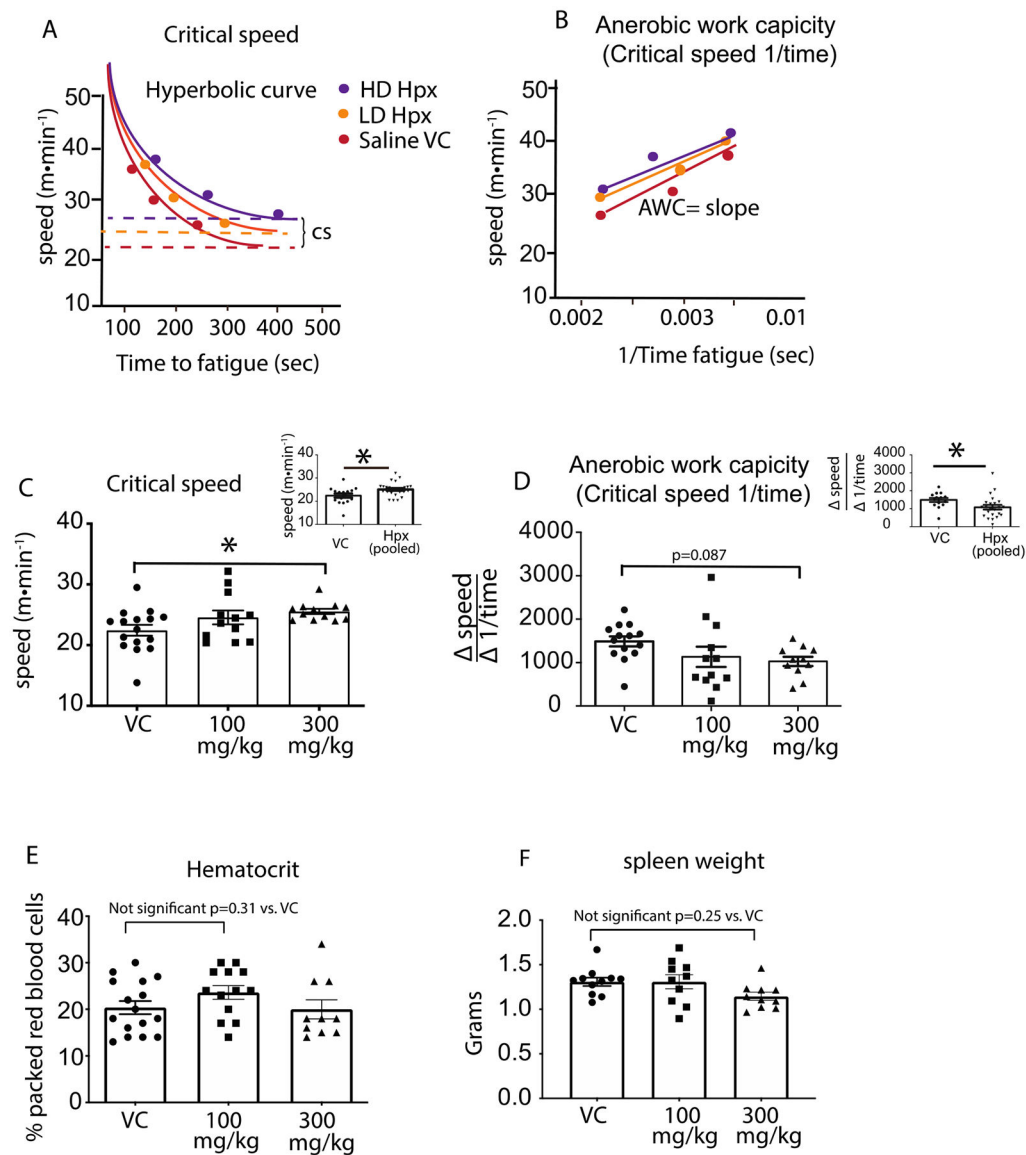 A
Critical speed
Hyperbolic curve
HD Hpx
LD Hpx
Saline VC
speed (m•min-1)
50
40
30
20
10
cs
100 200 300 400 500
Time to fatigue (sec)
B
Anerobic work capicity
(Critical speed 1/time)
speed (m•min-1)
50
40
30
20
10
AWC= slope
0.002 0.003 0.01
1/Time fatigue (sec)
C
Critical speed
speed (m•min-1)
40
30
20
10
*
VC 100 mg/kg 300 mg/kg
speed (m•min-1)
40
30
20
10
*
VC Hpx
(pooled)
D
Anerobic work capicity
(Critical speed 1/time)
Δ speed
Δ 1/time
4000
3000
2000
1000
0
p=0.087
VC 100 mg/kg 300 mg/kg
Δ speed
Δ 1/time
4000
3000
2000
1000
0
*
VC Hpx
(pooled)
E
Hematocrit
% packed red blood cells
Not significant p=0.31 vs. VC
40
30
20
10
0
VC 100 mg/kg 300 mg/kg
F
spleen weight
Grams
Not significant p=0.25 vs. VC
2.0
1.5
1.0
0.5
0.0
VC 100 mg/kg 300 mg/kg